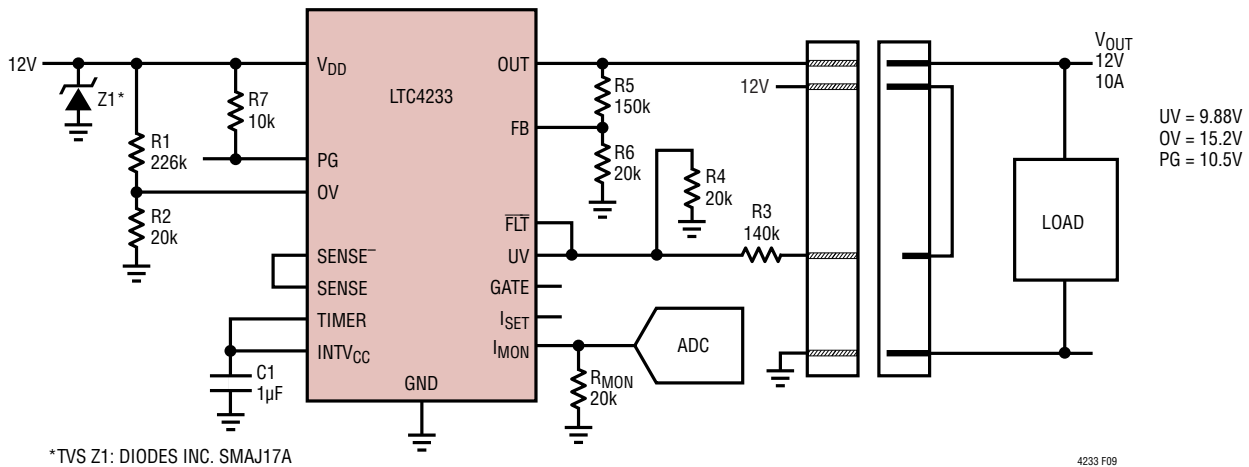 12V
Z1*
R1
226k
R2
20k
R7
10k
VDD
PG
OV
SENSE⁻
SENSE
TIMER
INTVCC
C1
1µF
LTC4233
GND
OUT
FB
F̅L̅T̅
UV
GATE
ISET
IMON
R5
150k
R6
20k
R4
20k
R3
140k
RMON
20k
ADC
12V
VOUT
12V
10A
LOAD
UV = 9.88V
OV = 15.2V
PG = 10.5V
*TVS Z1: DIODES INC. SMAJ17A
4233 F09